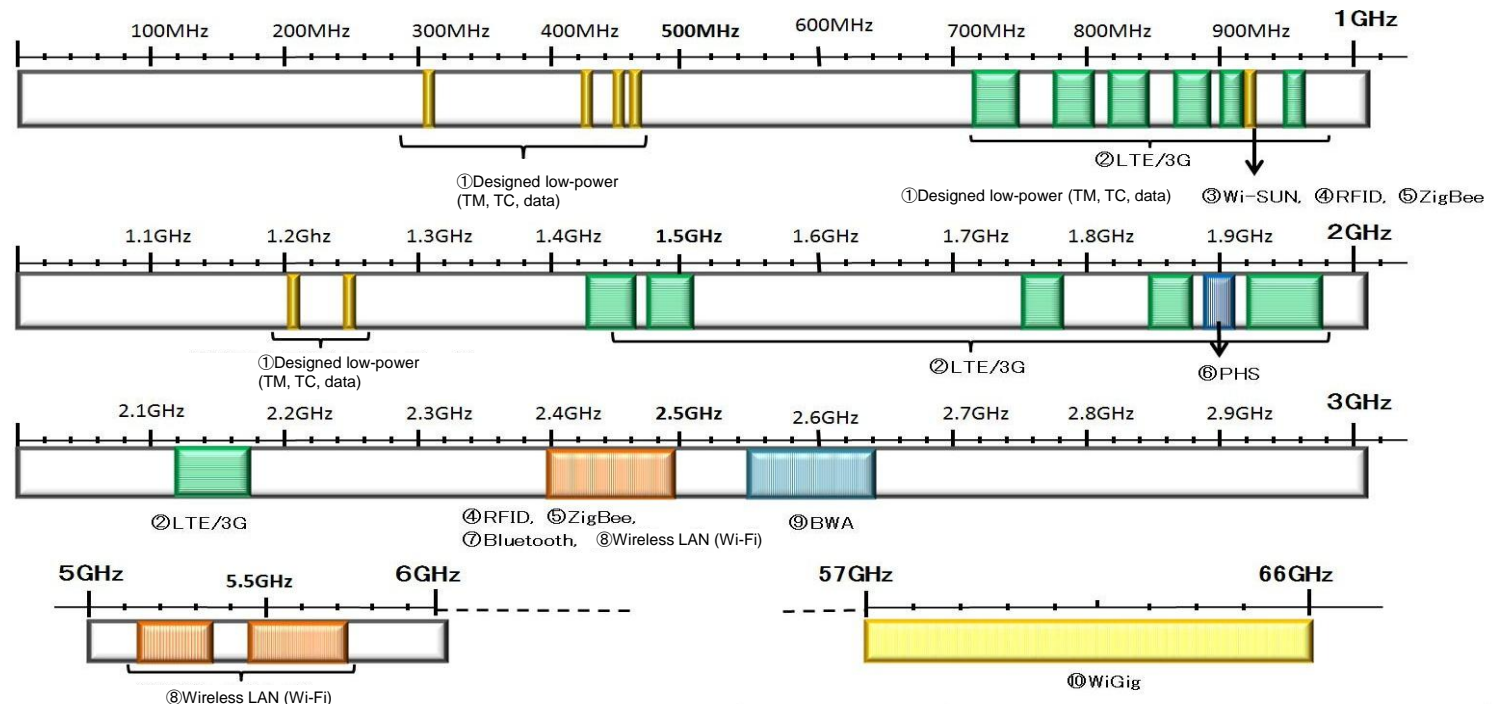 100MHz 200MHz 300MHz 400MHz 500MHz 600MHz 700MHz 800MHz 900MHz 1GHz
②LTE/3G
①Designed low-power
(TM, TC, data)
①Designed low-power (TM, TC, data) ③Wi-SUN, ④RFID, ⑤ZigBee
1.1GHz 1.2Ghz 1.3GHz 1.4GHz 1.5GHz 1.6GHz 1.7GHz 1.8GHz 1.9GHz 2GHz
①Designed low-power
(TM, TC, data)
②LTE/3G
⑥PHS
2.1GHz 2.2GHz 2.3GHz 2.4GHz 2.5GHz 2.6GHz 2.7GHz 2.8GHz 2.9GHz 3GHz
②LTE/3G
④RFID, ⑤ZigBee,
⑦Bluetooth, ⑧Wireless LAN (Wi-Fi)
⑨BWA
5GHz 5.5GHz 6GHz 57GHz 66GHz
⑧Wireless LAN (Wi-Fi)
⑩WiGig